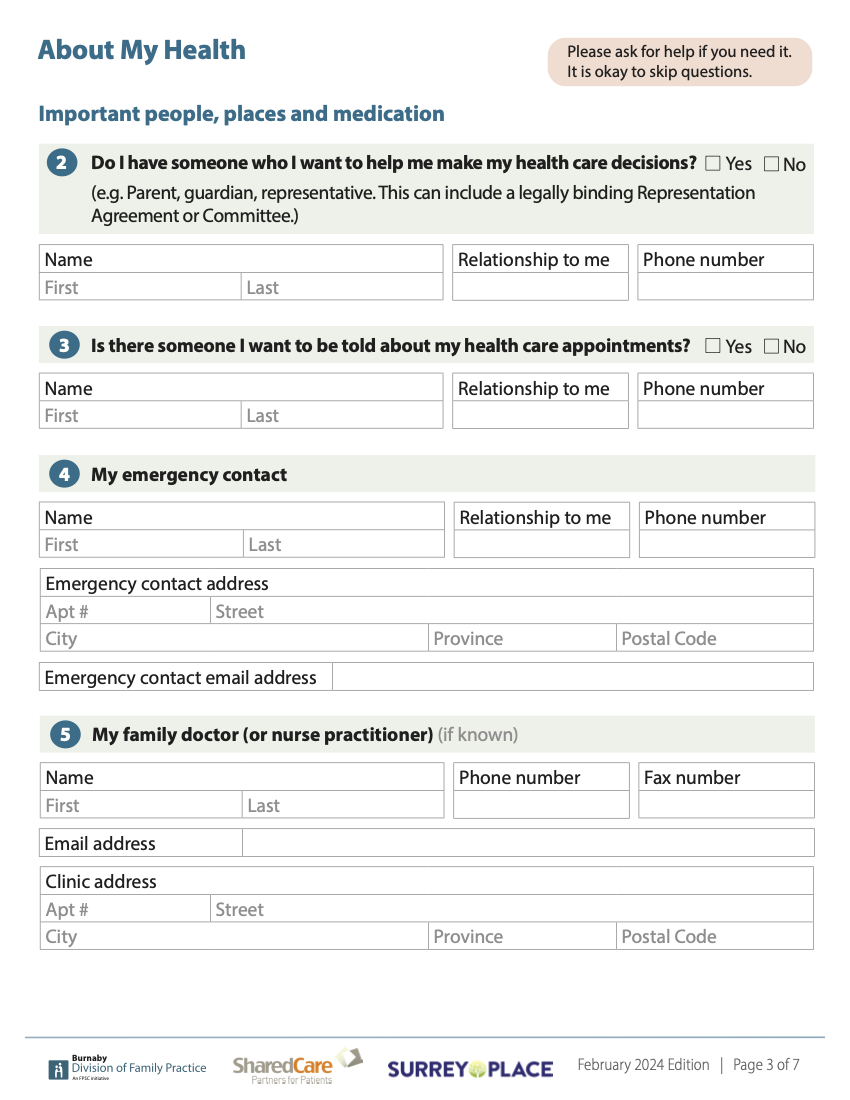 About My Health
Please ask for help if you need it.
It is okay to skip questions.
Important people, places and medication
2 Do I have someone who I want to help me make my health care decisions? ☐ Yes ☐ No
(e.g. Parent, guardian, representative. This can include a legally binding Representation
Agreement or Committee.)
Name Relationship to me Phone number
First Last
3 Is there someone I want to be told about my health care appointments? ☐ Yes ☐ No
Name Relationship to me Phone number
First Last
4 My emergency contact
Name Relationship to me Phone number
First Last
Emergency contact address
Apt # Street
City Province Postal Code
Emergency contact email address
5 My family doctor (or nurse practitioner) (if known)
Name Phone number Fax number
First Last
Email address
Clinic address
Apt # Street
City Province Postal Code
Burnaby
Division of Family Practice
An FPSC initiative
SharedCare
Partners for Patients
SURREY PLACE
February 2024 Edition | Page 3 of 7